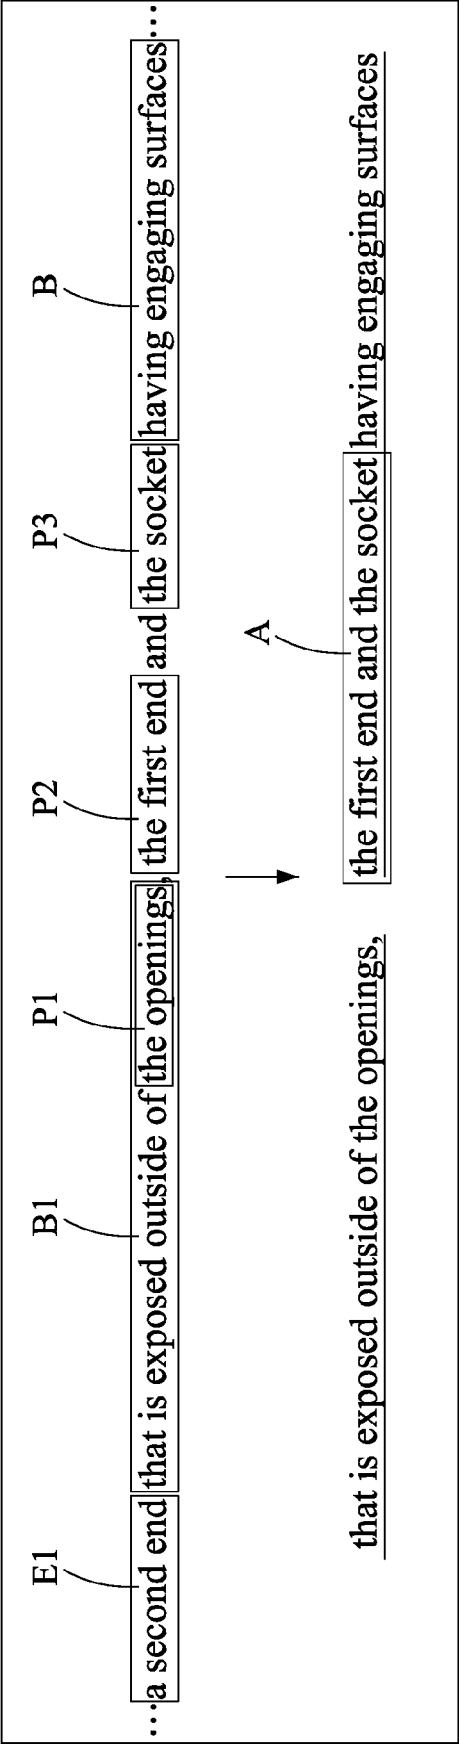 E1 B1 P1 P2 P3 B
...a second end that is exposed outside of the openings, the first end and the socket having engaging surfaces...
A
that is exposed outside of the openings, the first end and the socket having engaging surfaces